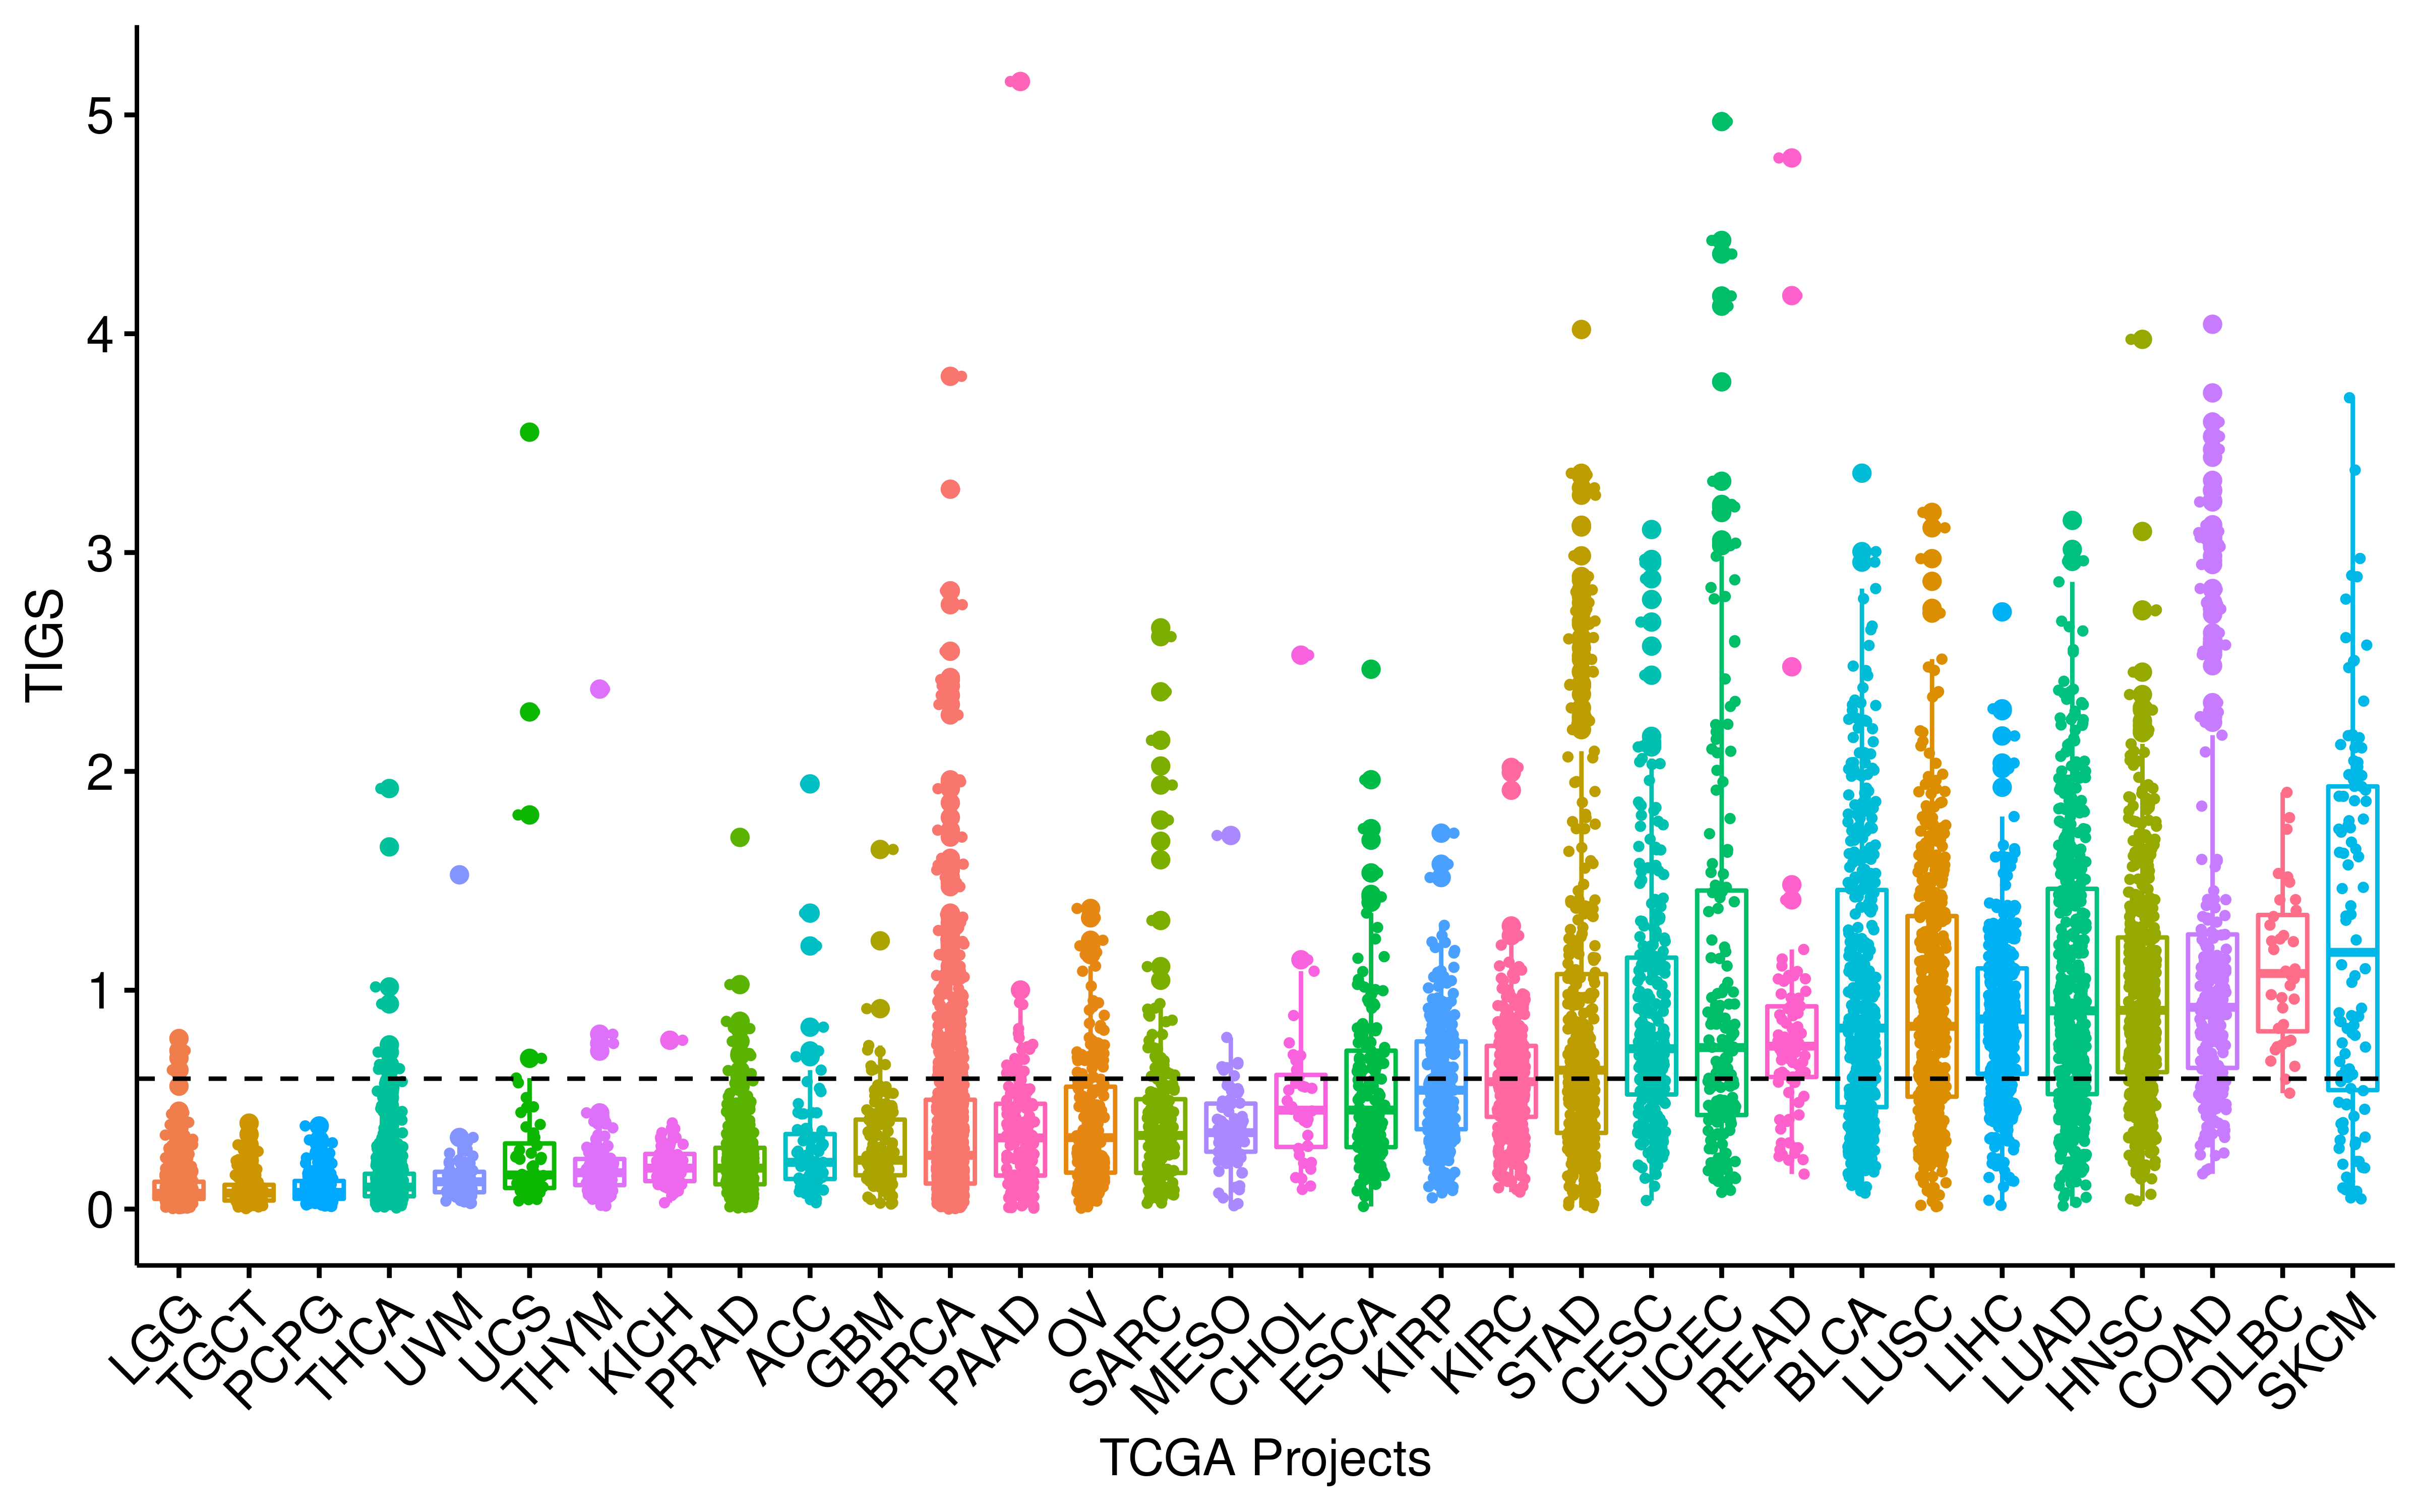 TIGS
5
4
3
2
1
0
LGG
TGCT
PCPG
THCA
UVM
UCS
THYM
KICH
PRAD
ACC
GBM
BRCA
PAAD
OV
SARC
MESO
CHOL
ESCA
KIRP
KIRC
STAD
CESC
UCEC
READ
BLCA
LUSC
LIHC
LUAD
HNSC
COAD
DLBC
SKCM
TCGA Projects